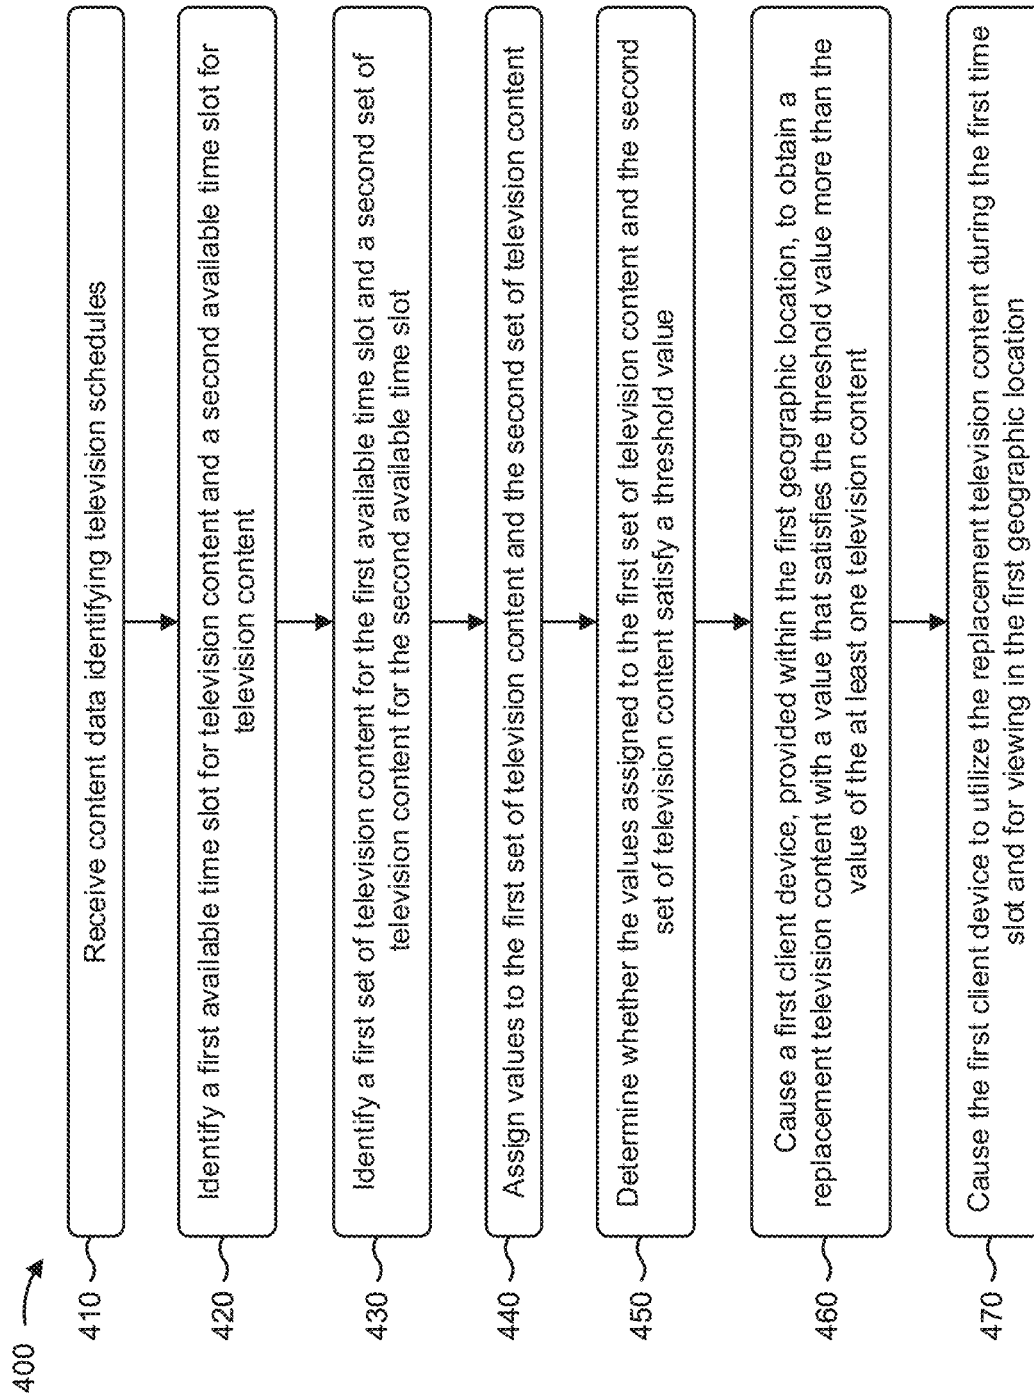 400
410
Receive content data identifying television schedules
420
Identify a first available time slot for television content and a second available time slot for
television content
430
Identify a first set of television content for the first available time slot and a second set of
television content for the second available time slot
440
Assign values to the first set of television content and the second set of television content
450
Determine whether the values assigned to the first set of television content and the second
set of television content satisfy a threshold value
460
Cause a first client device, provided within the first geographic location, to obtain a
replacement television content with a value that satisfies the threshold value more than the
value of the at least one television content
470
Cause the first client device to utilize the replacement television content during the first time
slot and for viewing in the first geographic location